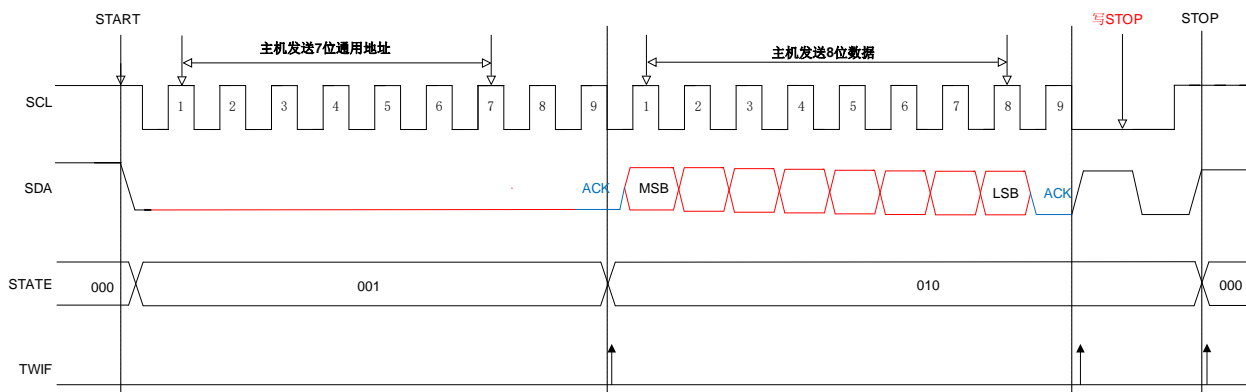 START 写STOP STOP
主机发送7位通用地址 主机发送8位数据
SCL 1 2 3 4 5 6 7 8 9 1 2 3 4 5 6 7 8 9
SDA ACK MSB LSB ACK
STATE 000 001 010 000
TWIF